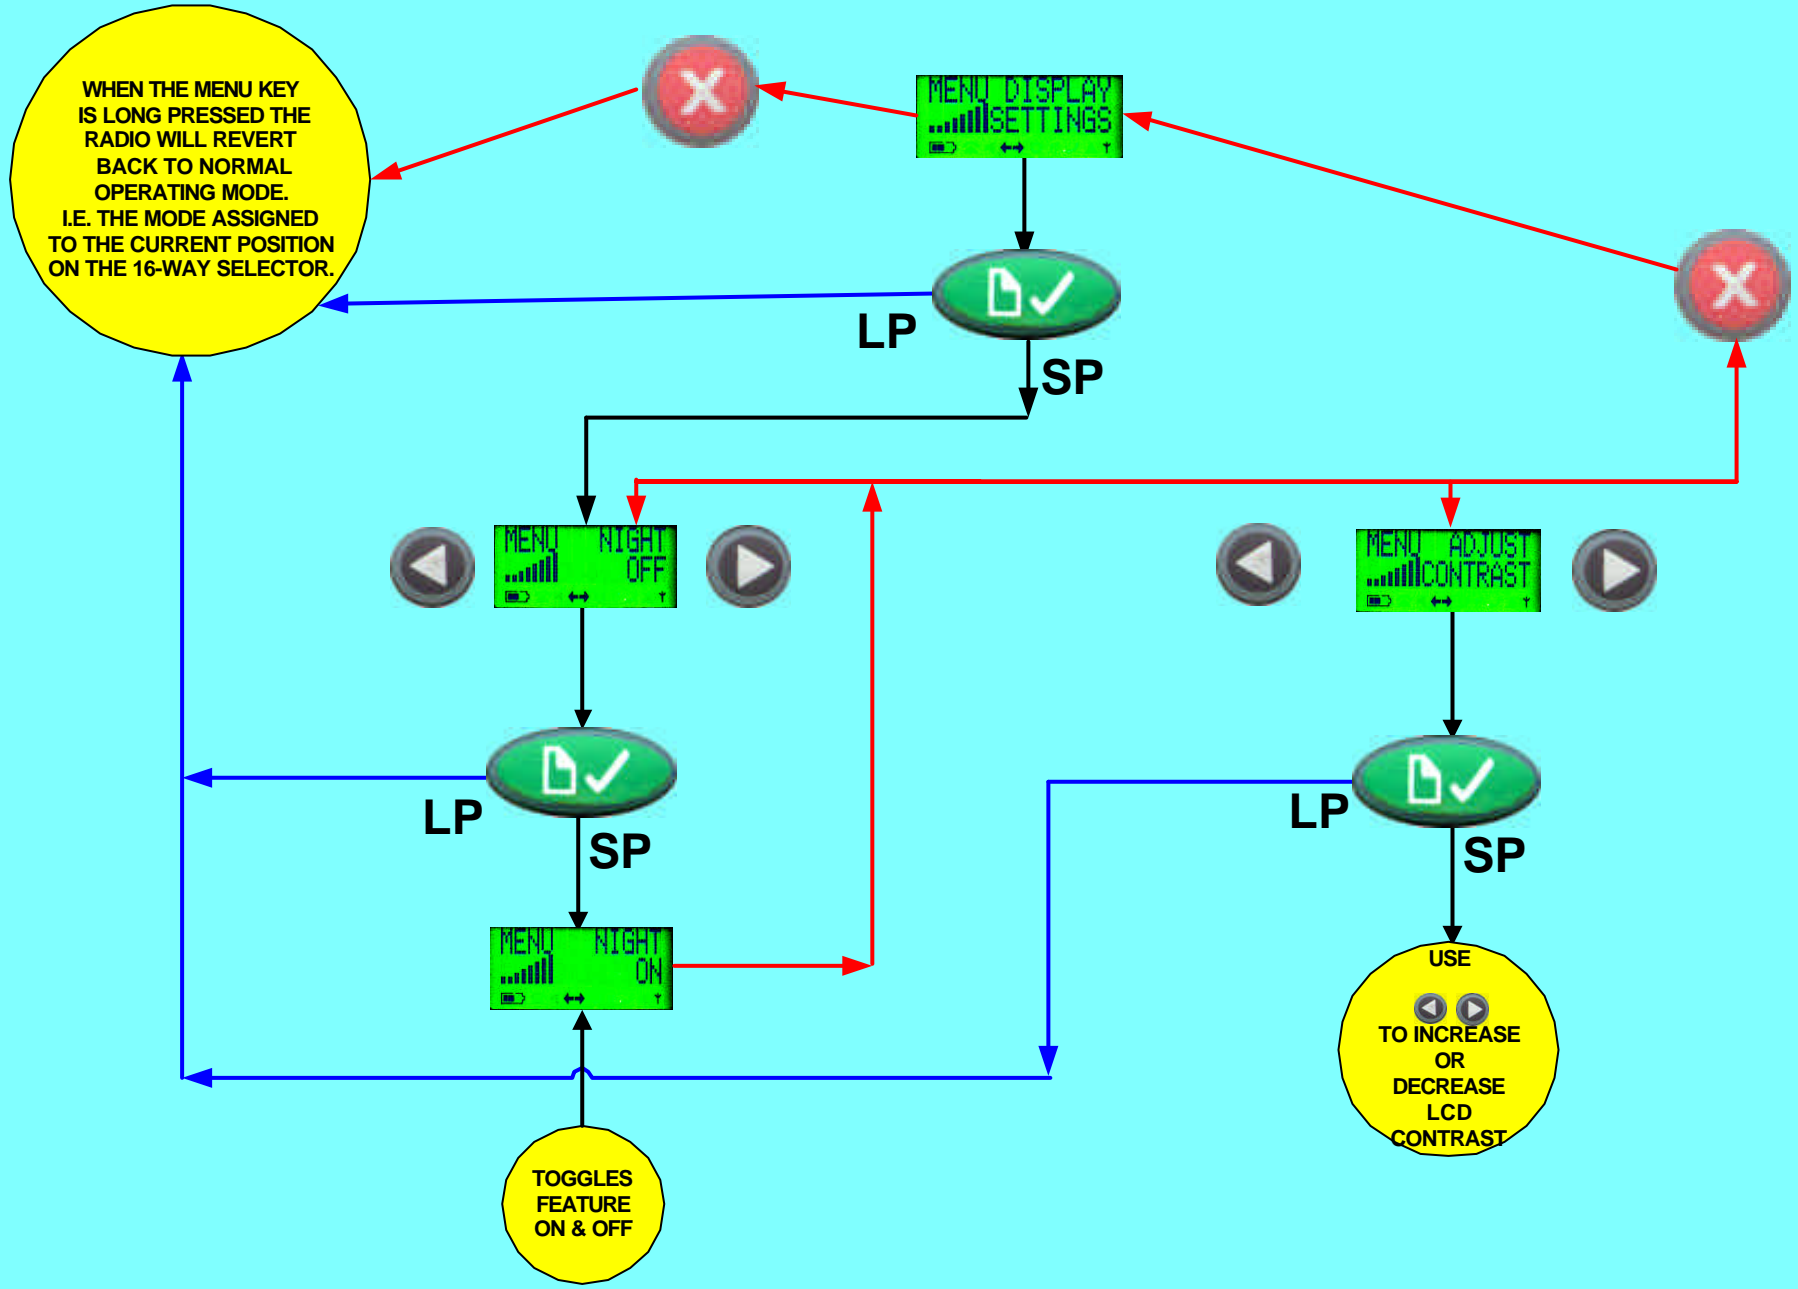 WHEN THE MENU KEY
IS LONG PRESSED THE
RADIO WILL REVERT
BACK TO NORMAL
OPERATING MODE.
I.E. THE MODE ASSIGNED
TO THE CURRENT POSITION
ON THE 16-WAY SELECTOR.
MENU DISPLAY
SETTINGS
LP
SP
MENU NIGHT
OFF
MENU ADJUST
CONTRAST
LP
SP
LP
SP
MENU NIGHT
ON
USE
TO INCREASE
OR
DECREASE
LCD
CONTRAST
TOGGLES
FEATURE
ON & OFF